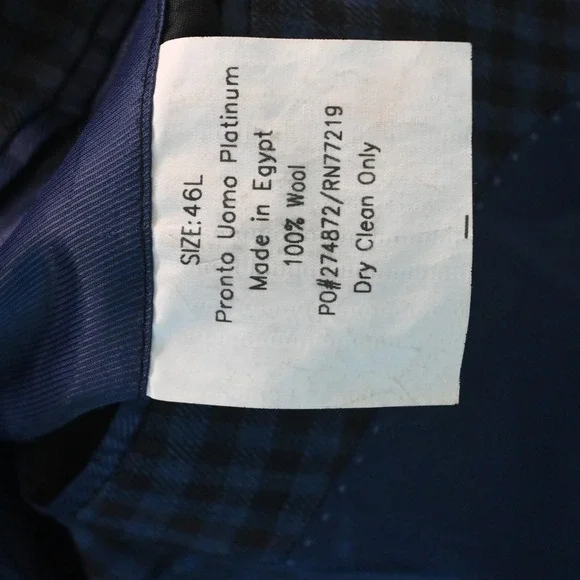 SIZE:46L
Pronto Uomo Platinum
Made in Egypt
100% Wool
PO#274872/RN77219
Dry Clean Only